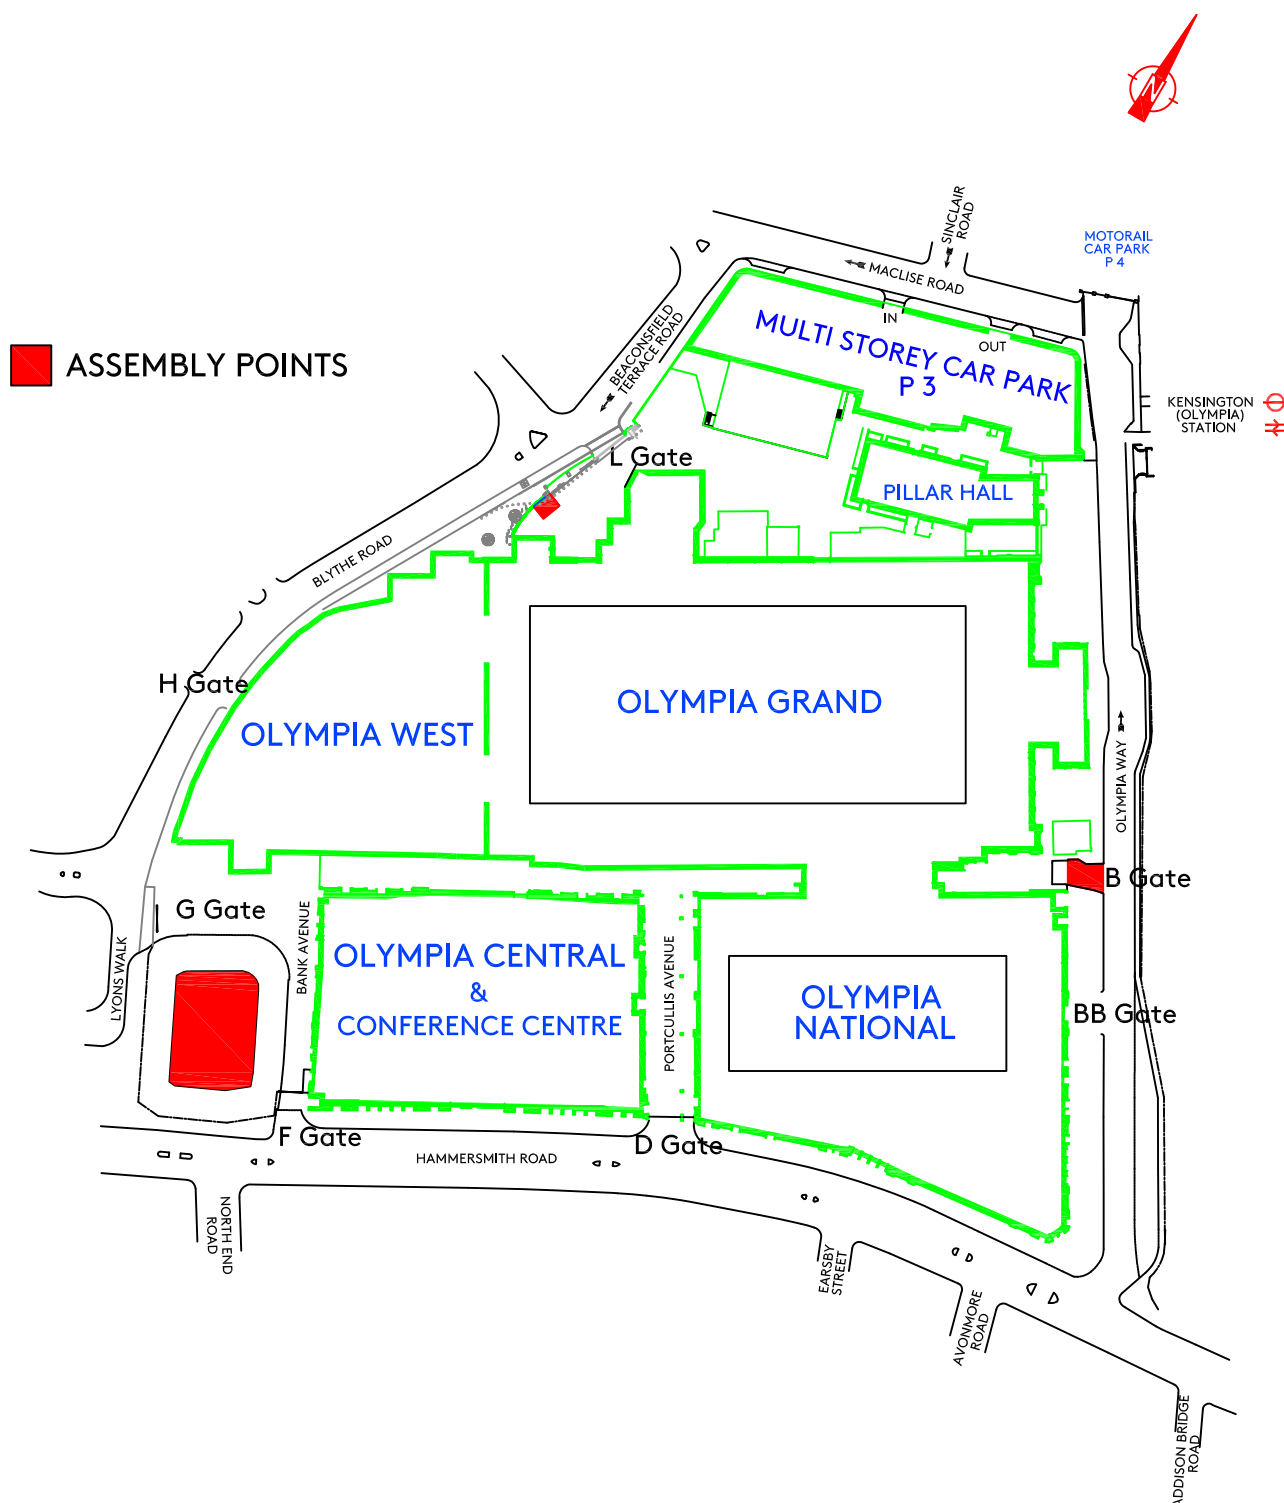 N
SINCLAIR
ROAD
MOTORAIL
CAR PARK
P 4
MACLISE ROAD
IN
OUT
MULTI STOREY CAR PARK
P 3
BEACONSFIELD
TERRACE ROAD
ASSEMBLY POINTS
KENSINGTON
(OLYMPIA)
STATION
L Gate
PILLAR HALL
BLYTHE ROAD
H Gate
OLYMPIA WEST
OLYMPIA GRAND
OLYMPIA WAY
B Gate
G Gate
BANK AVENUE
LYONS WALK
OLYMPIA CENTRAL
&
CONFERENCE CENTRE
PORTCULLIS AVENUE
OLYMPIA
NATIONAL
BB Gate
F Gate
D Gate
HAMMERSMITH ROAD
NORTH END
ROAD
EARSBY
STREET
AVONMORE
ROAD
ADDISON BRIDGE
ROAD